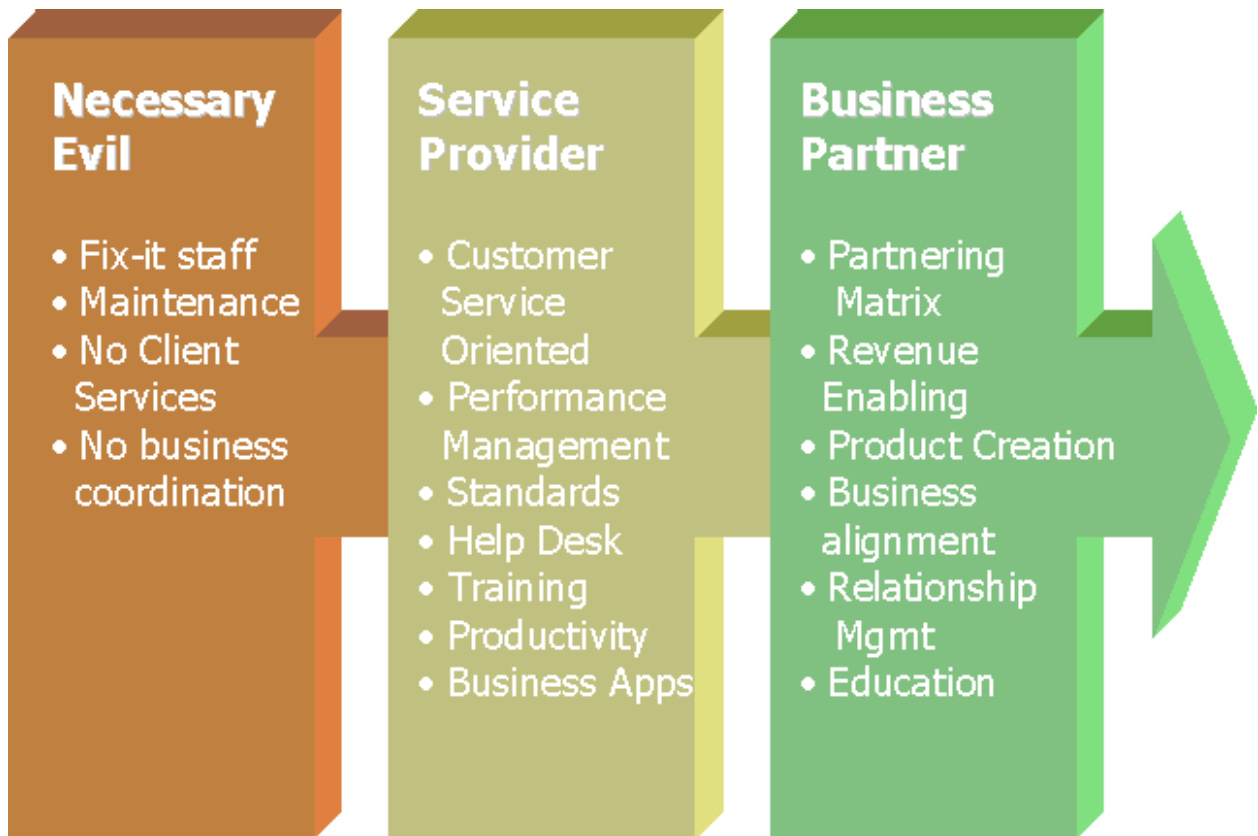 Necessary
Evil
• Fix-it staff
• Maintenance
• No Client
Services
• No business
coordination
Service
Provider
• Customer
Service
Oriented
• Performance
Management
• Standards
• Help Desk
• Training
• Productivity
• Business Apps
Business
Partner
• Partnering
Matrix
• Revenue
Enabling
• Product Creation
• Business
alignment
• Relationship
Mgmt
• Education